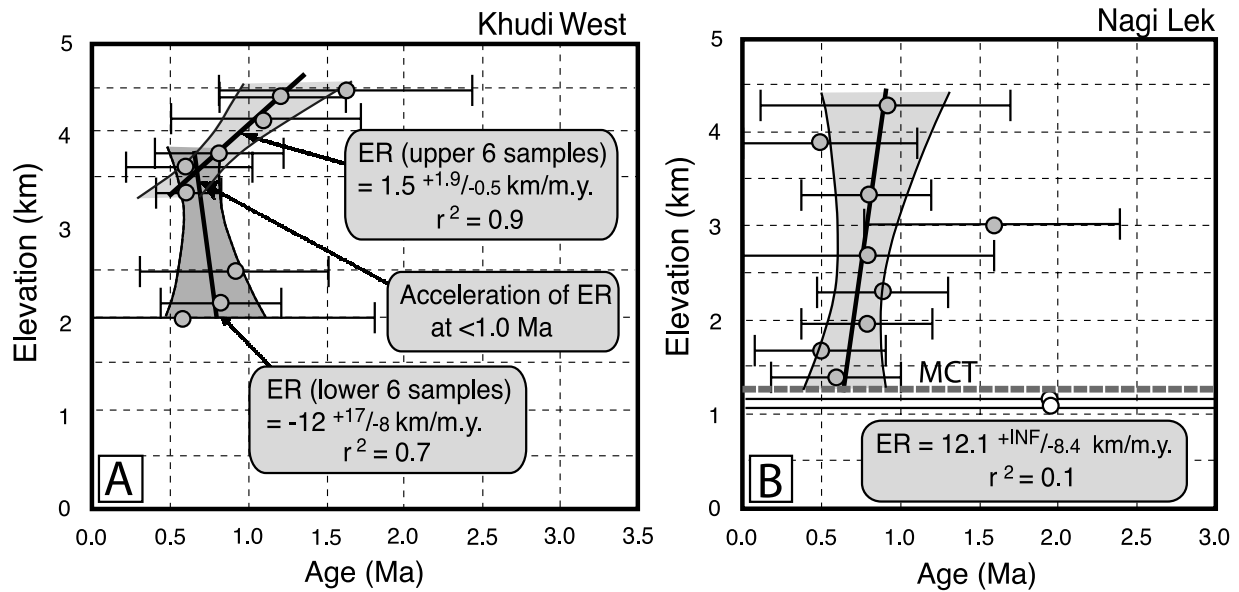 Khudi West
5
4
3
2
1
0
Elevation (km)
ER (upper 6 samples)
= 1.5 +1.9/-0.5 km/m.y.
r 2 = 0.9
Acceleration of ER
at <1.0 Ma
ER (lower 6 samples)
= -12 +17/-8 km/m.y.
r 2 = 0.7
A
0.0 0.5 1.0 1.5 2.0 2.5 3.0 3.5
Age (Ma)
Nagi Lek
5
4
3
2
1
0
Elevation (km)
MCT
ER = 12.1 +INF/-8.4 km/m.y.
r 2 = 0.1
B
0.0 0.5 1.0 1.5 2.0 2.5 3.0
Age (Ma)